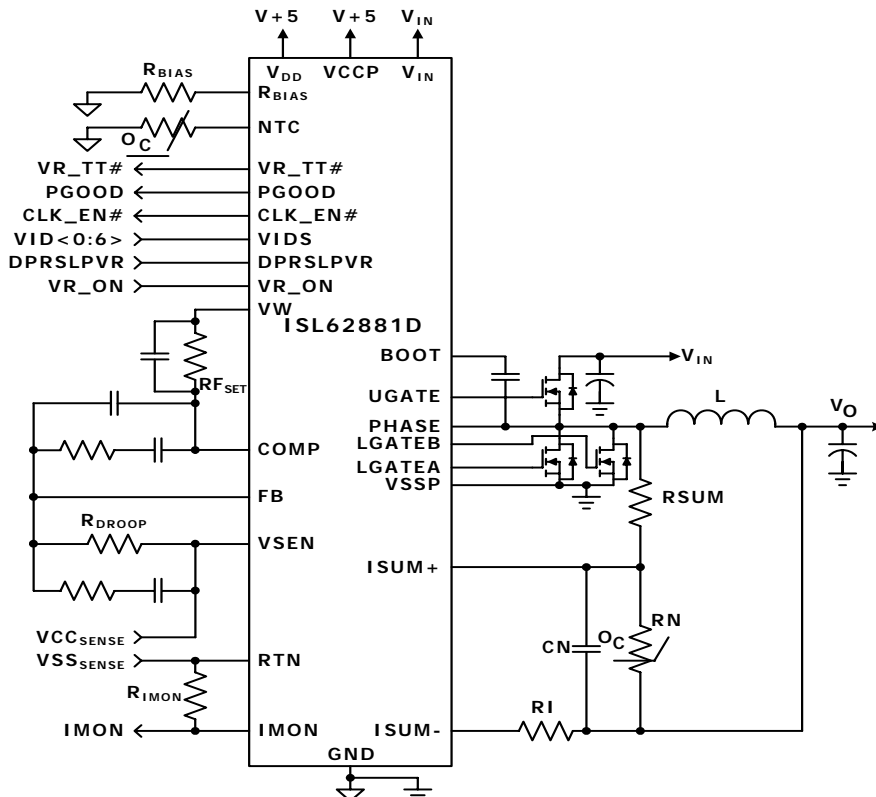 V+5 V+5 VIN
VDD VCCP VIN
RBIAS
RBIAS
NTC
OC
VR_TT# VR_TT#
PGOOD PGOOD
CLK_EN# CLK_EN#
VID<0:6> VIDS
DPRSLPVR DPRSLPVR
VR_ON VR_ON
VW
ISL62881D
RFSET
BOOT
VIN
UGATE
PHASE
L
VO
LGATEB
LGATEA
VSSP
COMP
FB
RSUM
RDROOP
VSEN
ISUM+
CN
OC
RN
VCCSENSE
VSSSENSE RTN
RIMON
RI
IMON IMON
ISUM-
GND